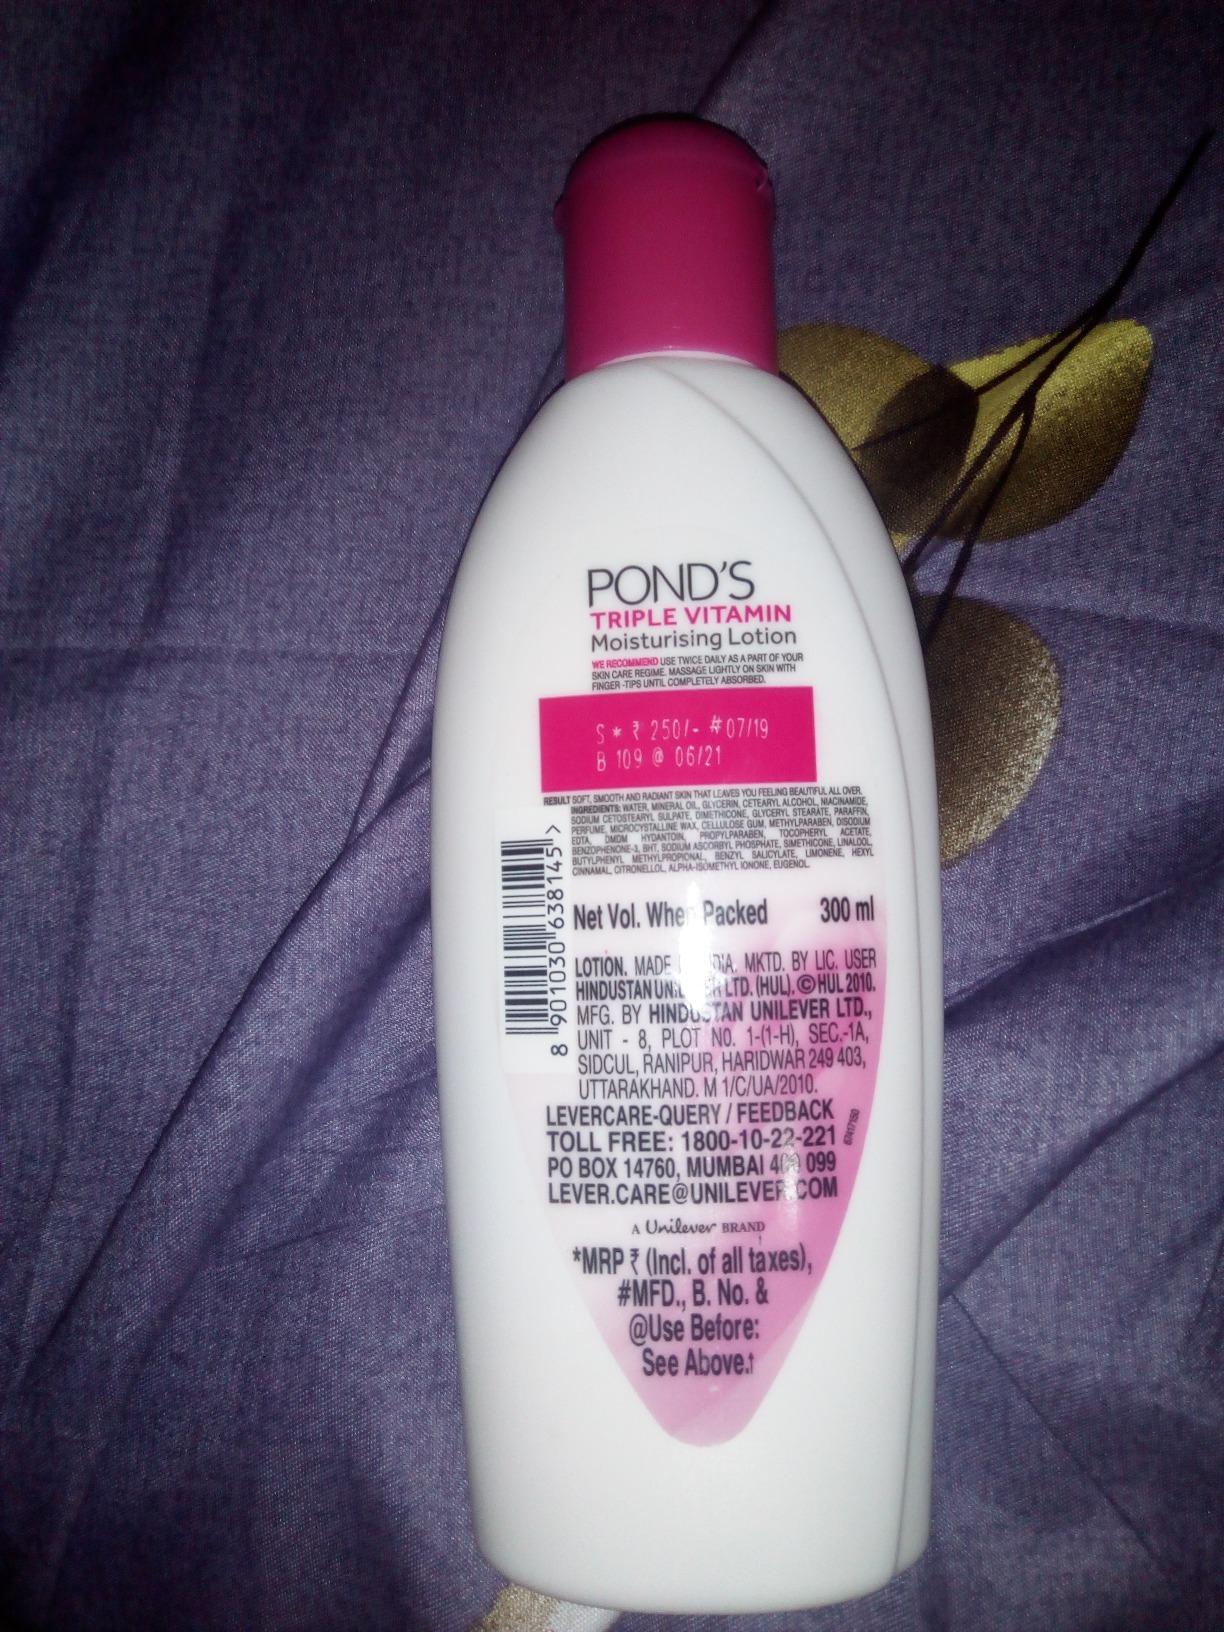 POND'S
TRIPLE VITAMIN
Moisturising Lotion
WE RECOMMEND USE TWICE DAILY AS A PART OF YOUR
SKIN CARE REGIME. MASSAGE LIGHTLY ON SKIN WITH
FINGER -TIPS UNTIL COMPLETELY ABSORBED.
S * ₹ 250/- #07/19
B 109 @ 06/21
RESULT SOFT, SMOOTH AND RADIANT SKIN THAT LEAVES YOU FEELING BEAUTIFUL ALL OVER.
INGREDIENTS: WATER, MINERAL OIL, GLYCERIN, CETEARYL ALCOHOL, NIACINAMIDE,
SODIUM CETOSTEARYL SULPATE, DIMETHICONE, GLYCERYL STEARATE, PARAFFIN,
PERFUME, MICROCYSTALLINE WAX, CELLULOSE GUM, METHYLPARABEN, DISODIUM
EDTA, DMDM HYDANTOIN, PROPYLPARABEN, TOCOPHERYL ACETATE,
BENZOPHENONE-3, BHT, SODIUM ASCORBYL PHOSPHATE, SIMETHICONE, LINALOOL,
BUTYLPHENYL METHYLPROPIONAL, BENZYL SALICYLATE, LIMONENE, HEXYL
CINNAMAL, CITRONELLOL, ALPHA-ISOMETHYL IONONE, EUGENOL.
8 901030 638145 >
Net Vol. When Packed 300 ml
LOTION. MADE INDIA. MKTD. BY LIC. USER
HINDUSTAN UNILEVER LTD. (HUL). © HUL 2010.
MFG. BY HINDUSTAN UNILEVER LTD.,
UNIT - 8, PLOT NO. 1-(1-H), SEC.-1A,
SIDCUL, RANIPUR, HARIDWAR 249 403,
UTTARAKHAND. M 1/C/UA/2010.
LEVERCARE-QUERY / FEEDBACK
TOLL FREE: 1800-10-22-221
PO BOX 14760, MUMBAI 400 099
LEVER.CARE@UNILEVER.COM
A Unilever BRAND
*MRP ₹ (Incl. of all taxes),
#MFD., B. No. &
@Use Before:
See Above.↑